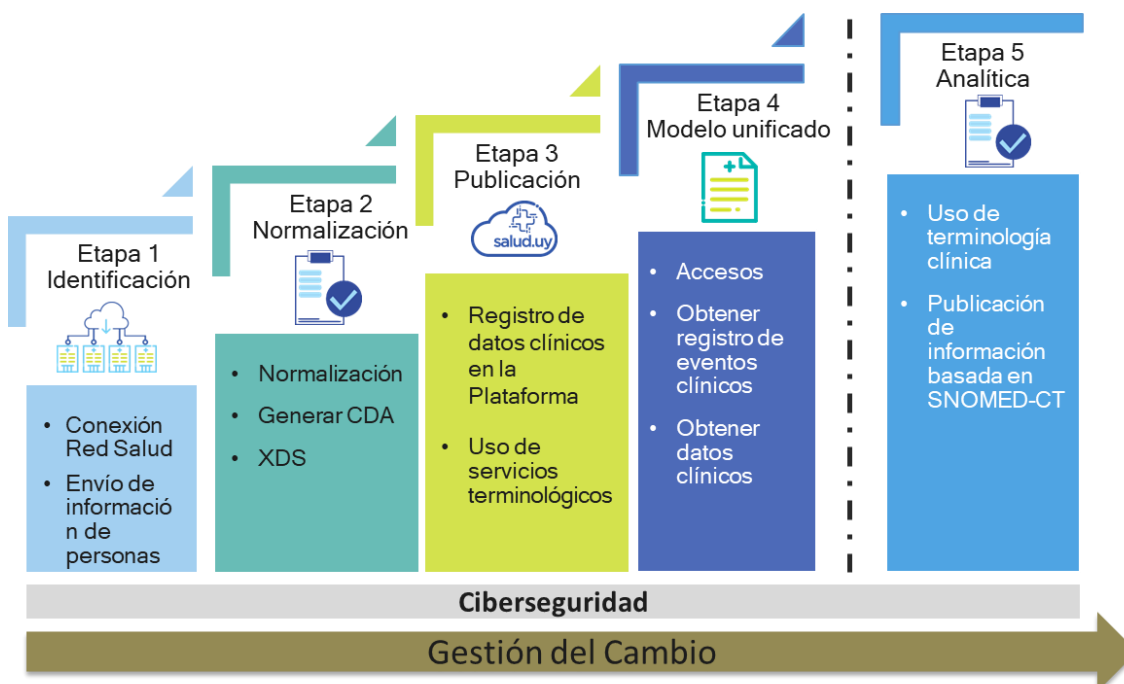 Etapa 1
Identificación
• Conexión
Red Salud
• Envío de
informació
n de
personas
Etapa 2
Normalización
• Normalización
• Generar CDA
• XDS
Etapa 3
Publicación
salud.uy
• Registro de
datos clínicos
en la
Plataforma
• Uso de
servicios
terminológicos
Etapa 4
Modelo unificado
• Accesos
• Obtener
registro de
eventos
clínicos
• Obtener
datos
clínicos
Etapa 5
Analítica
• Uso de
terminología
clínica
• Publicación
de
información
basada en
SNOMED-CT
Ciberseguridad
Gestión del Cambio